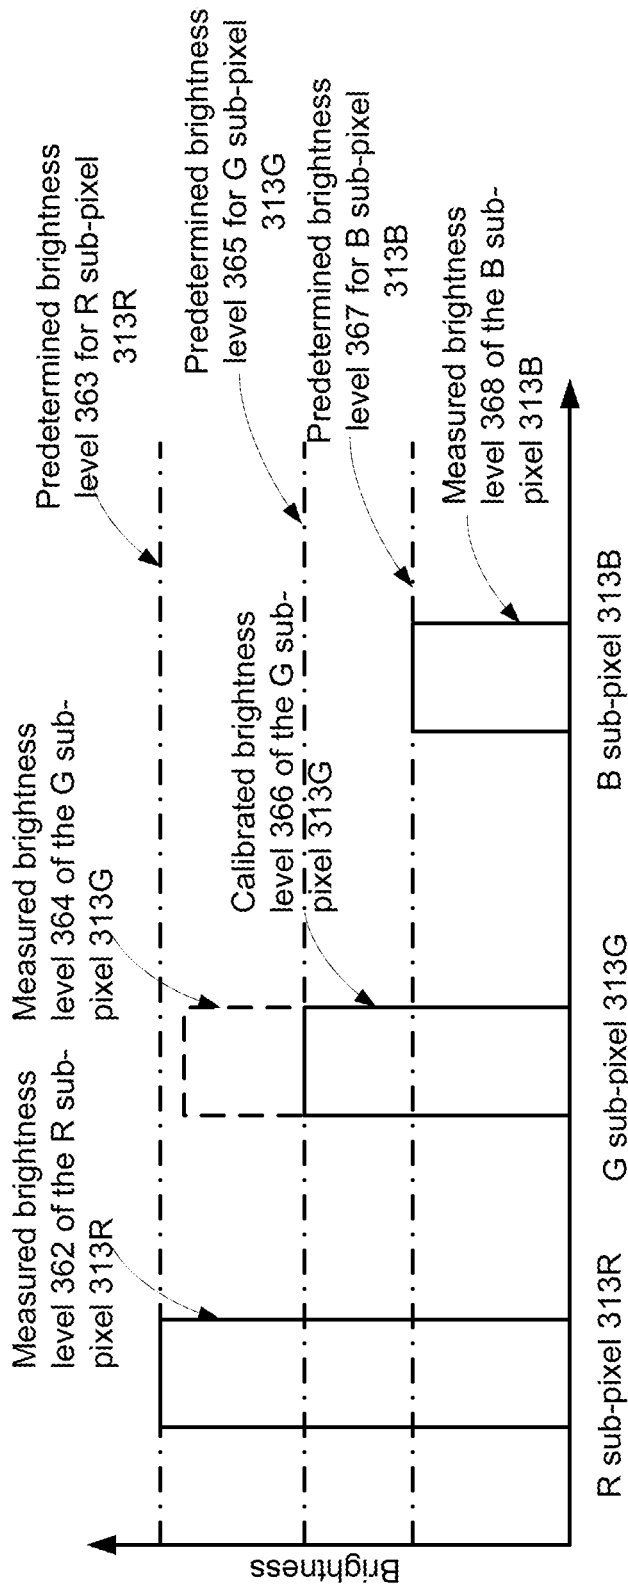 Measured brightness
level 362 of the R sub-
pixel 313R
Measured brightness
level 364 of the G sub-
pixel 313G
Calibrated brightness
level 366 of the G sub-
pixel 313G
Predetermined brightness
level 363 for R sub-pixel
313R
Predetermined brightness
level 365 for G sub-pixel
313G
Predetermined brightness
level 367 for B sub-pixel
313B
Measured brightness
level 368 of the B sub-
pixel 313B
Brightness
R sub-pixel 313R
G sub-pixel 313G
B sub-pixel 313B